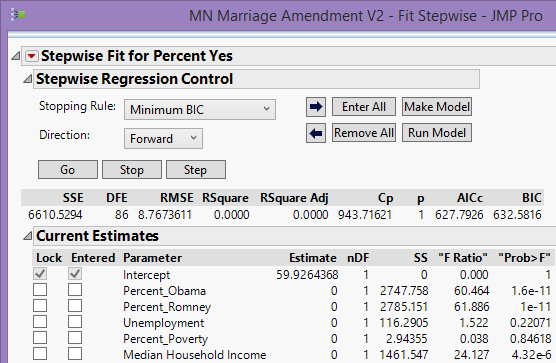 MN Marriage Amendment V2 - Fit Stepwise - JMP Pro
Stepwise Fit for Percent Yes
Stepwise Regression Control
Stopping Rule: Minimum BIC Enter All Make Model
Direction: Forward Remove All Run Model
Go Stop Step
SSE DFE RMSE RSquare RSquare Adj Cp p AICc BIC
6610.5294 86 8.7673611 0.0000 0.0000 943.71621 1 627.7926 632.5816
Current Estimates
Lock Entered Parameter Estimate nDF SS "F Ratio" "Prob>F"
Intercept 59.9264368 1 0 0.000 1
Percent_Obama 0 1 2747.758 60.464 1.6e-11
Percent_Romney 0 1 2785.151 61.886 1e-11
Unemployment 0 1 116.2905 1.522 0.22071
Percent_Poverty 0 1 2.94355 0.038 0.84618
Median Household Income 0 1 1461.547 24.127 4.32e-6